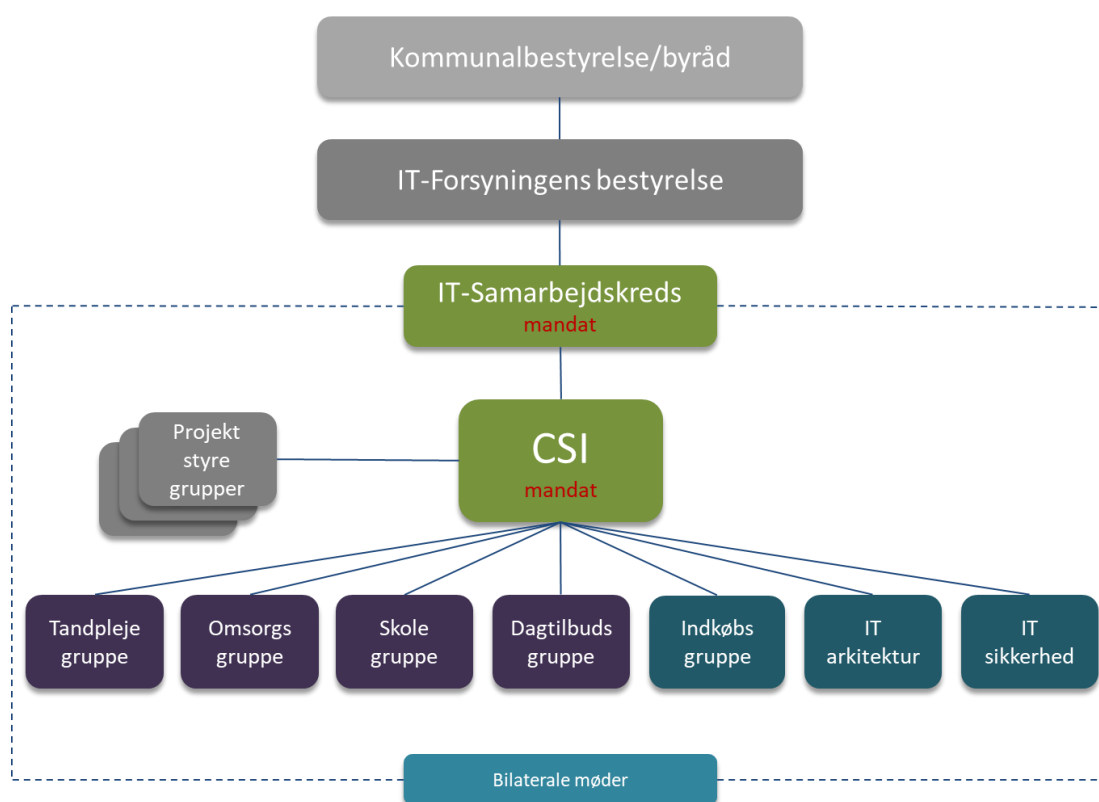 Kommunalbestyrelse/byråd
IT-Forsyningens bestyrelse
IT-Samarbejdskreds
mandat
CSI
mandat
Projekt
styre
grupper
Tandpleje
gruppe
Omsorgs
gruppe
Skole
gruppe
Dagtilbuds
gruppe
Indkøbs
gruppe
IT
arkitektur
IT
sikkerhed
Bilaterale møder